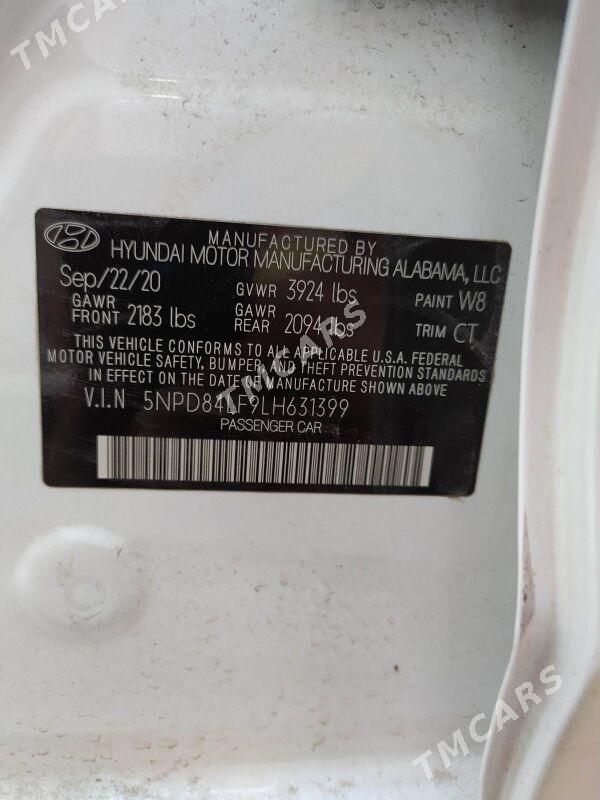 TMCARS
MANUFACTURED BY
HYUNDAI MOTOR MANUFACTURING ALABAMA, LLC
Sep/22/20 GVWR 3924 lbs PAINT W8
GAWR FRONT 2183 lbs GAWR REAR 2094 lbs TRIM CT
THIS VEHICLE CONFORMS TO ALL APPLICABLE U.S.A. FEDERAL
MOTOR VEHICLE SAFETY, BUMPER, AND THEFT PREVENTION STANDARDS
IN EFFECT ON THE DATE OF MANUFACTURE SHOWN ABOVE.
V.I.N
PASSENGER CAR
TMCARS
TMCARS